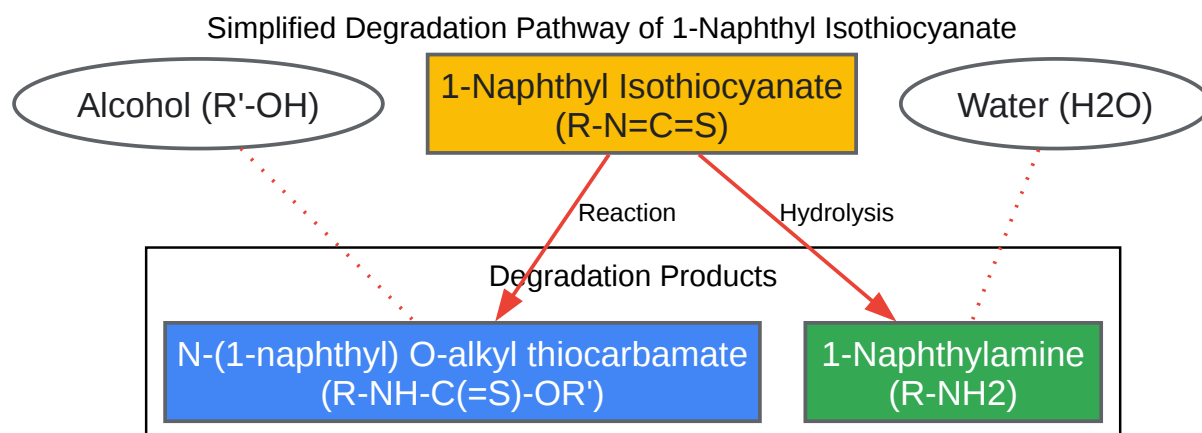 Simplified Degradation Pathway of 1-Naphthyl Isothiocyanate
Alcohol (R'-OH)
1-Naphthyl Isothiocyanate
(R-N=C=S)
Water (H2O)
Reaction
Hydrolysis
Degradation Products
N-(1-naphthyl) O-alkyl thiocarbamate
(R-NH-C(=S)-OR')
1-Naphthylamine
(R-NH2)